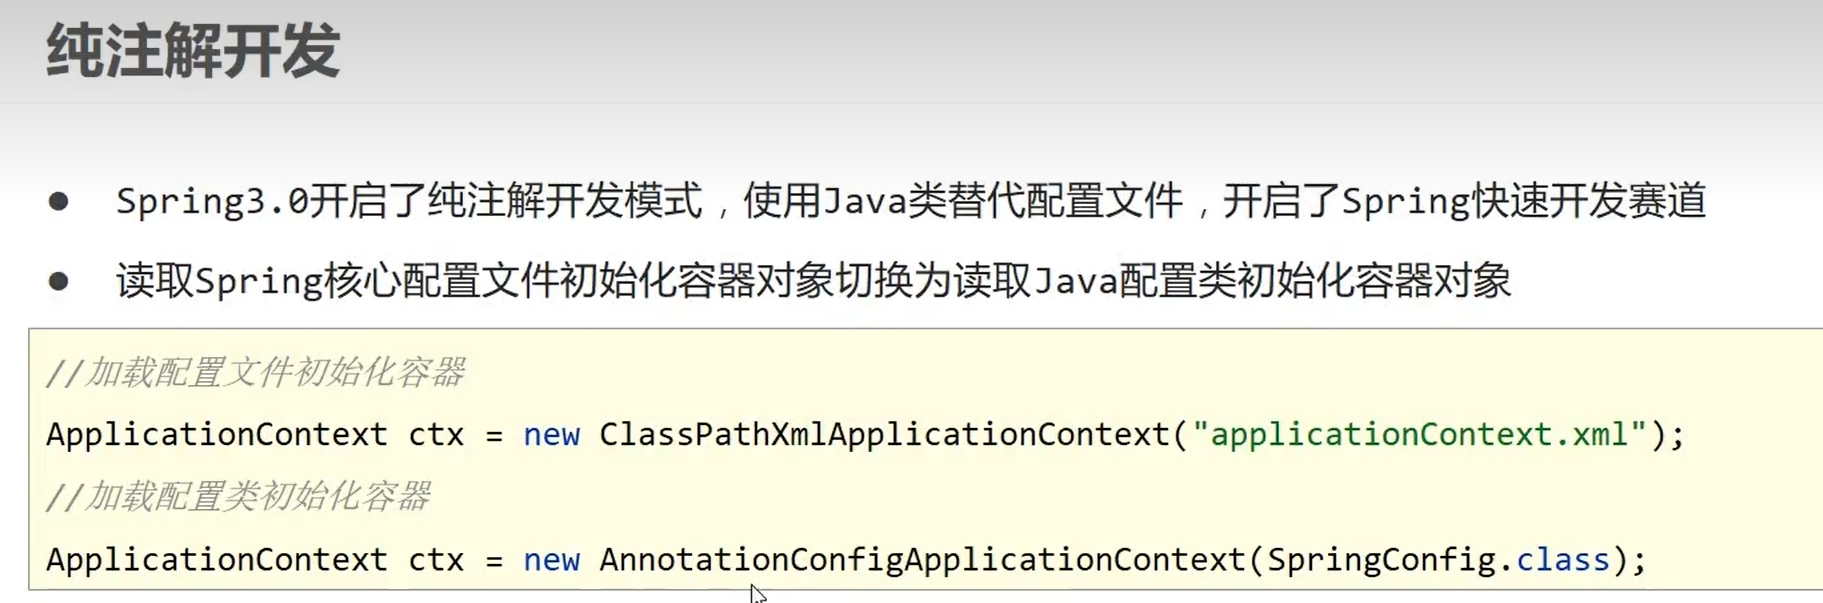 纯注解开发
● Spring3.0开启了纯注解开发模式，使用Java类替代配置文件，开启了Spring快速开发赛道
● 读取Spring核心配置文件初始化容器对象切换为读取Java配置类初始化容器对象
//加载配置文件初始化容器
ApplicationContext ctx = new ClassPathXmlApplicationContext("applicationContext.xml");
//加载配置类初始化容器
ApplicationContext ctx = new AnnotationConfigApplicationContext(SpringConfig.class);